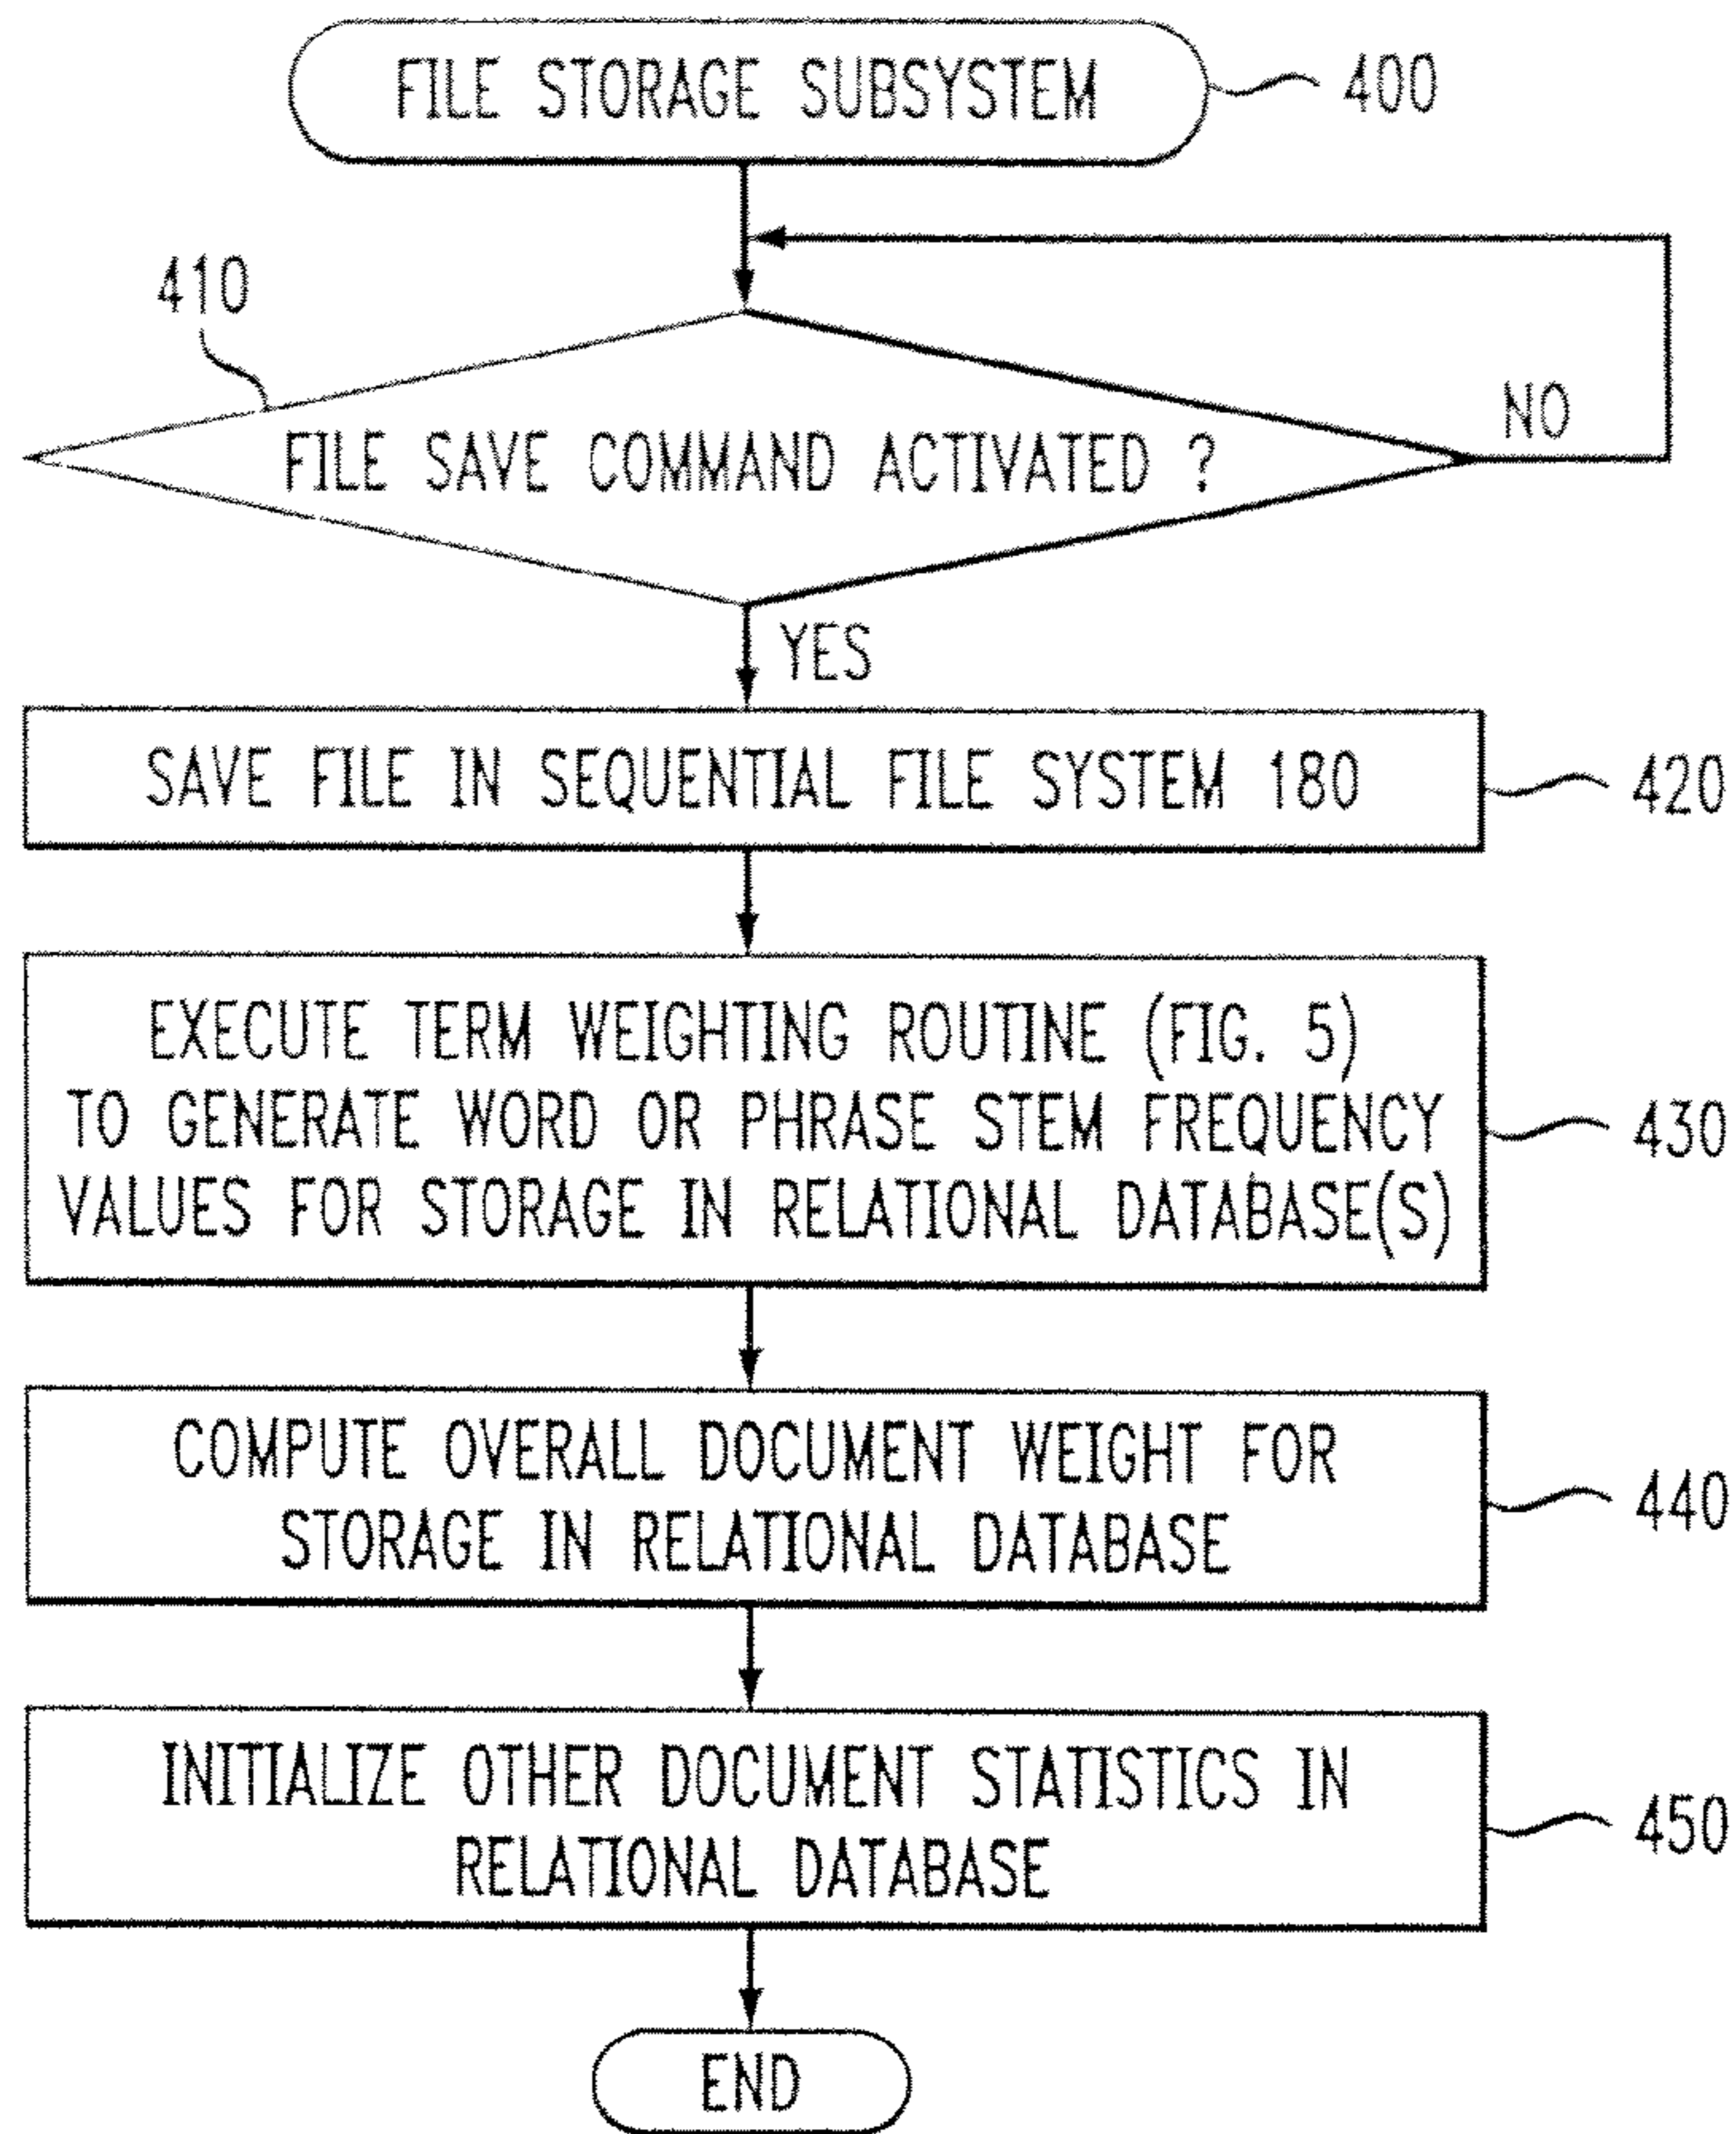 FILE STORAGE SUBSYSTEM
400
410
FILE SAVE COMMAND ACTIVATED ?
NO
YES
SAVE FILE IN SEQUENTIAL FILE SYSTEM 180
420
EXECUTE TERM WEIGHTING ROUTINE (FIG. 5)
TO GENERATE WORD OR PHRASE STEM FREQUENCY
VALUES FOR STORAGE IN RELATIONAL DATABASE(S)
430
COMPUTE OVERALL DOCUMENT WEIGHT FOR
STORAGE IN RELATIONAL DATABASE
440
INITIALIZE OTHER DOCUMENT STATISTICS IN
RELATIONAL DATABASE
450
END